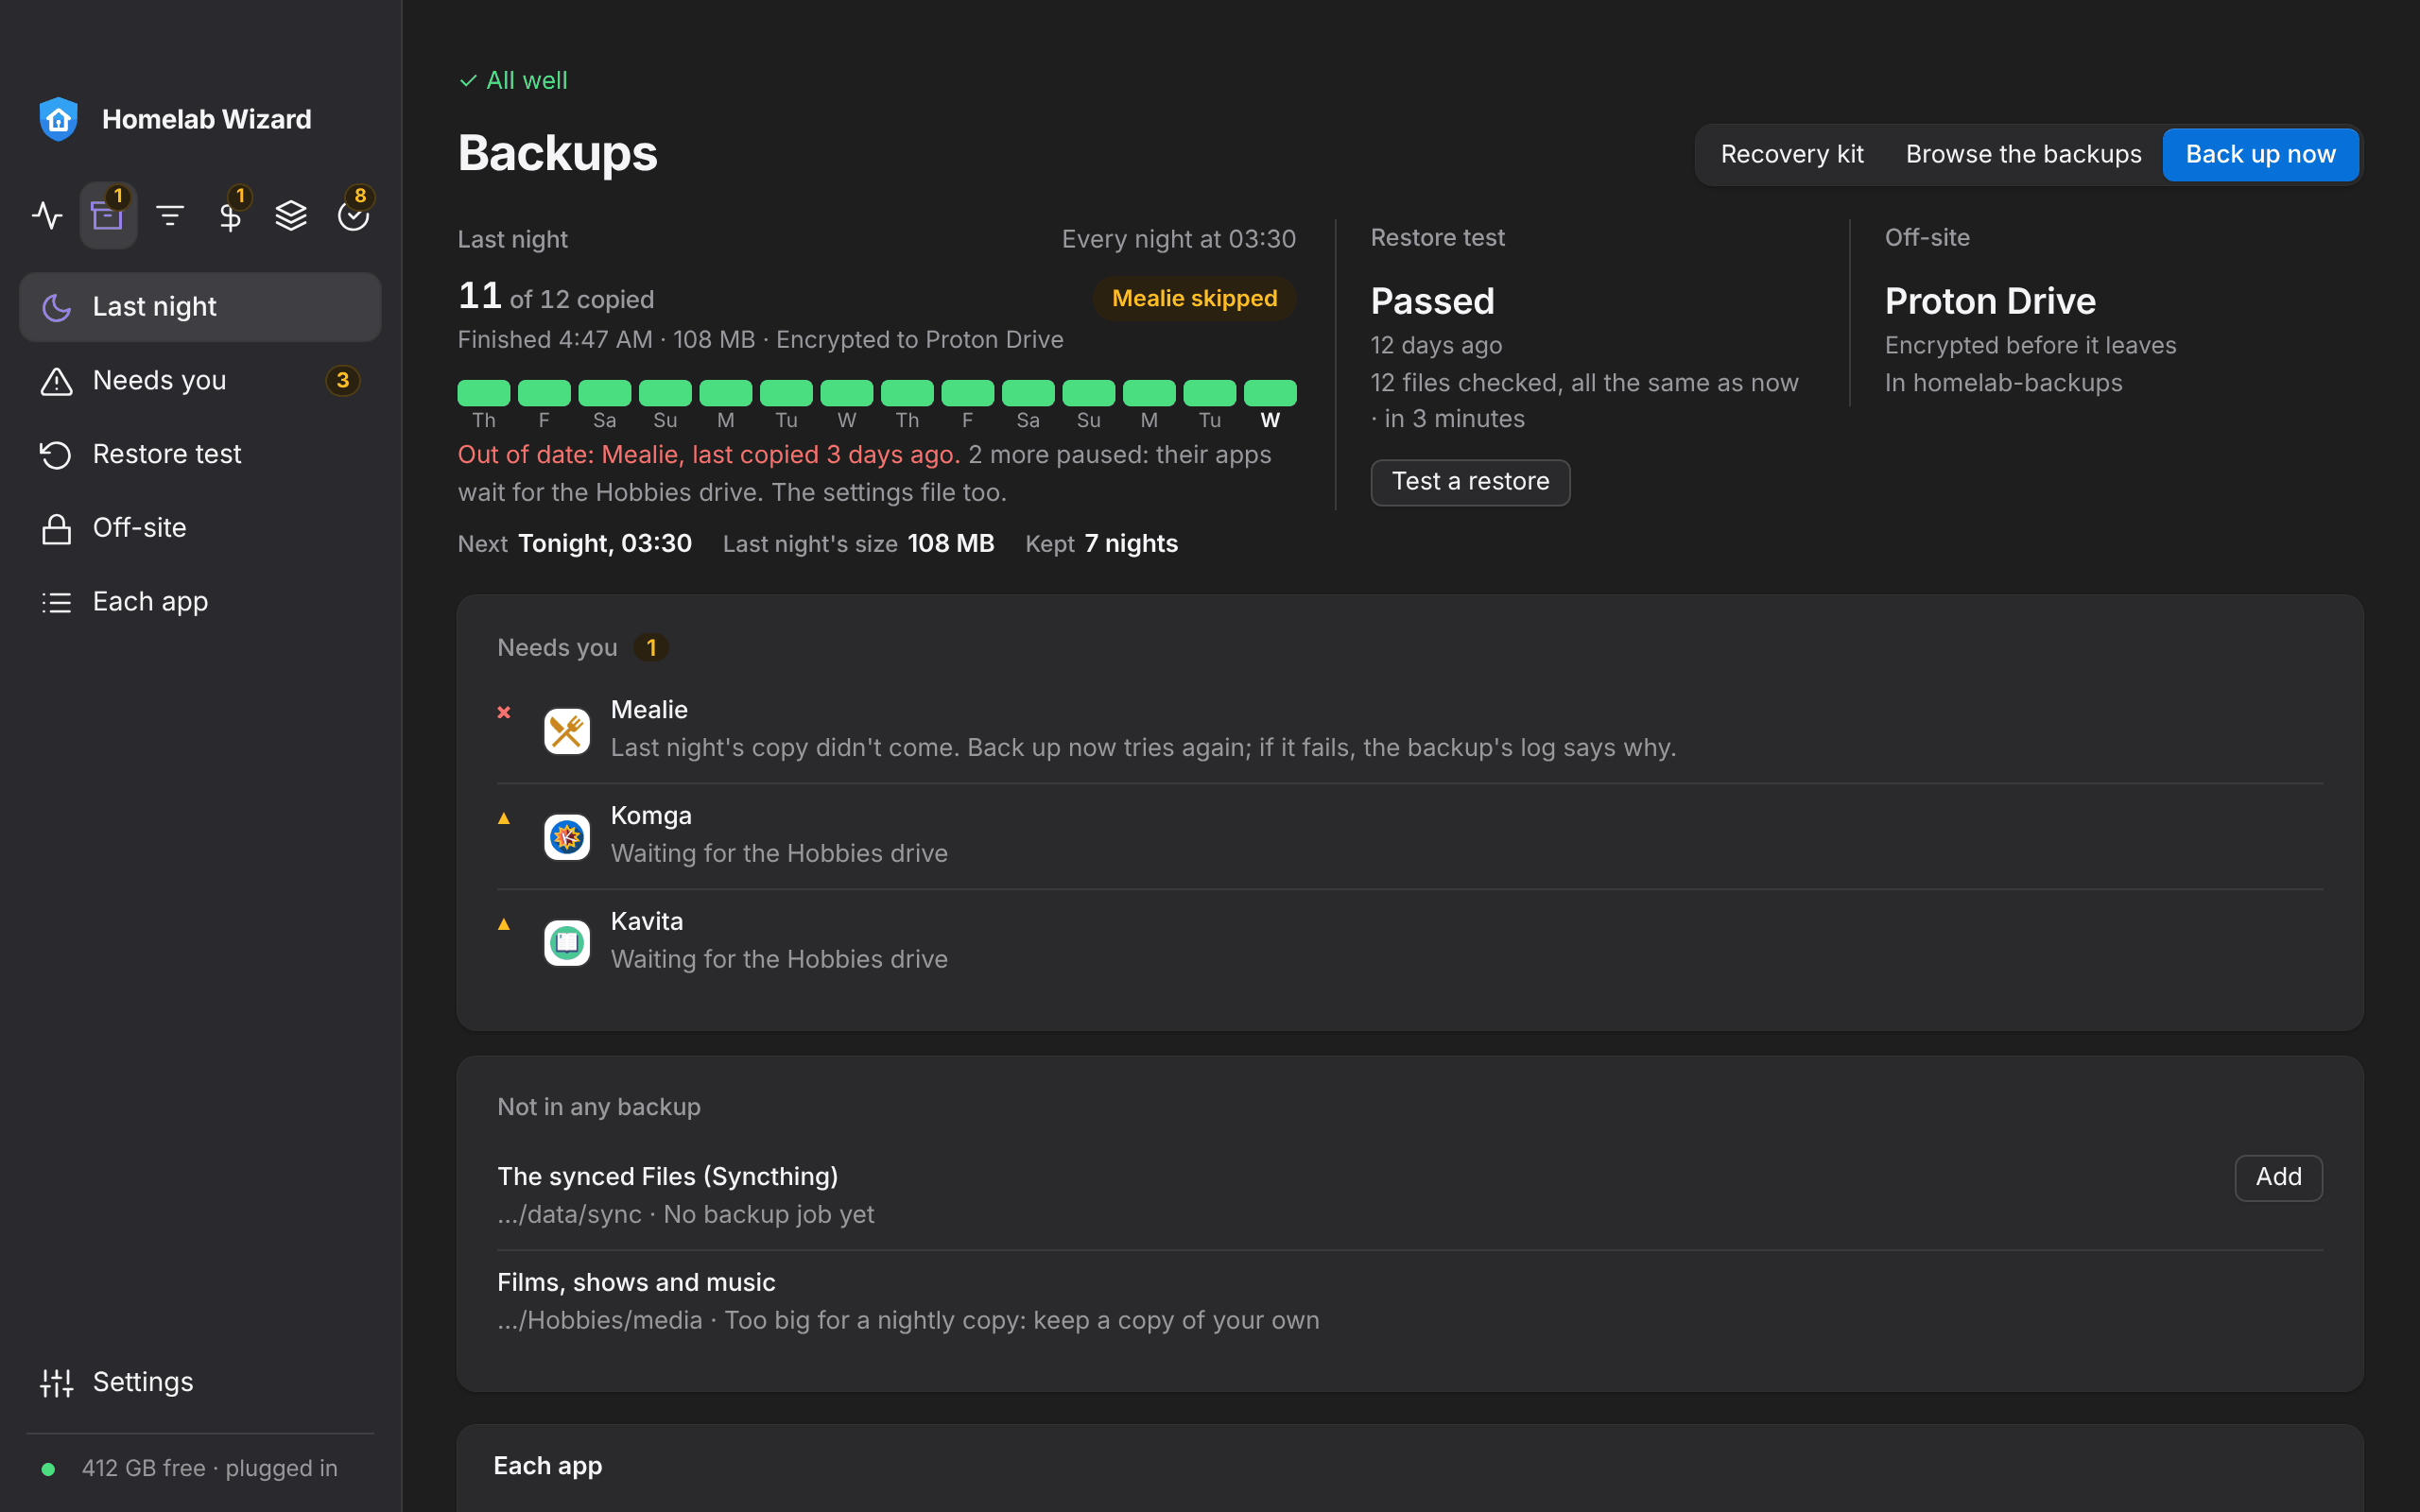 Homelab Wizard
1
1
8
Last night
Needs you 3
Restore test
Off-site
Each app
Settings
412 GB free · plugged in
✓ All well
Backups
Recovery kit
Browse the backups
Back up now
Last night
Every night at 03:30
11 of 12 copied
Mealie skipped
Finished 4:47 AM · 108 MB · Encrypted to Proton Drive
Th F Sa Su M Tu W Th F Sa Su M Tu W
Out of date: Mealie, last copied 3 days ago. 2 more paused: their apps
wait for the Hobbies drive. The settings file too.
Next Tonight, 03:30 Last night's size 108 MB Kept 7 nights
Restore test
Passed
12 days ago
12 files checked, all the same as now
· in 3 minutes
Test a restore
Off-site
Proton Drive
Encrypted before it leaves
In homelab-backups
Needs you 1
Mealie
Last night's copy didn't come. Back up now tries again; if it fails, the backup's log says why.
Komga
Waiting for the Hobbies drive
Kavita
Waiting for the Hobbies drive
Not in any backup
The synced Files (Syncthing)
.../data/sync · No backup job yet
Add
Films, shows and music
.../Hobbies/media · Too big for a nightly copy: keep a copy of your own
Each app